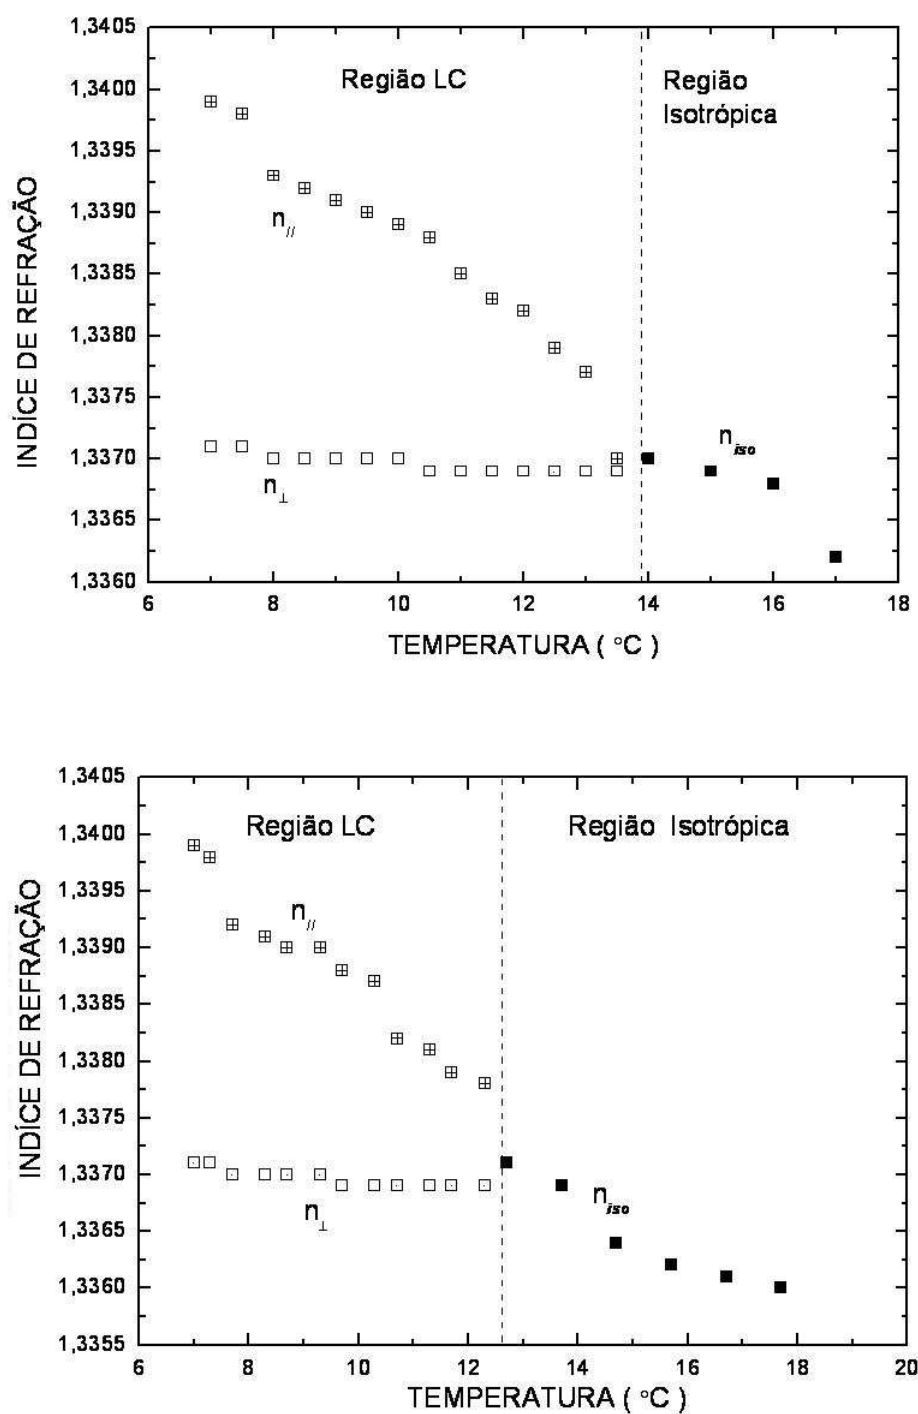 1,3405
1,3400
1,3395
1,3390
1,3385
1,3380
1,3375
1,3370
1,3365
1,3360
INDÍCE DE REFRAÇÃO
Região LC
Região
Isotrópica
n//
n⊥
niso
6 8 10 12 14 16 18
TEMPERATURA ( °C )
1,3405
1,3400
1,3395
1,3390
1,3385
1,3380
1,3375
1,3370
1,3365
1,3360
1,3355
INDÍCE DE REFRAÇÃO
Região LC
Região Isotrópica
n//
n⊥
niso
6 8 10 12 14 16 18 20
TEMPERATURA ( °C )